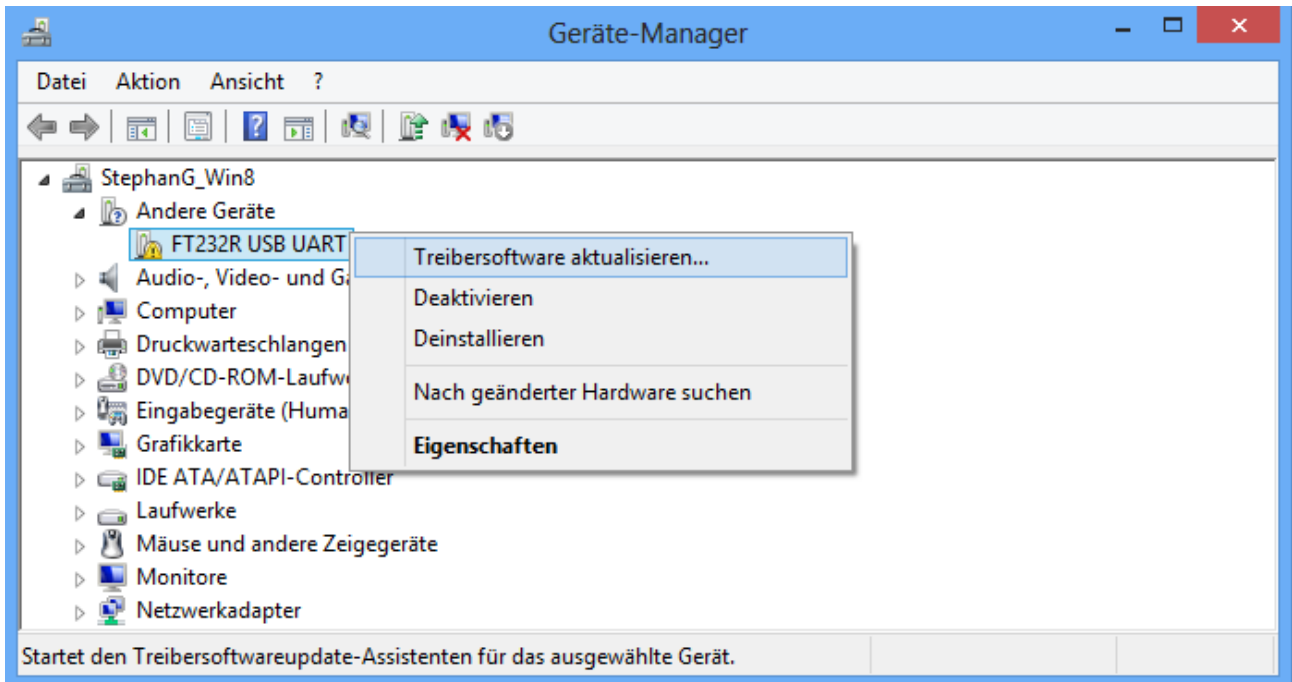 Geräte-Manager
Datei Aktion Ansicht ?
StephanG_Win8
Andere Geräte
FT232R USB UART
Treibersoftware aktualisieren...
Audio-, Video- und
Deaktivieren
Computer
Deinstallieren
Druckwarteschlangen
DVD/CD-ROM-Laufw
Nach geänderter Hardware suchen
Eingabegeräte (Huma
Grafikkarte
Eigenschaften
IDE ATA/ATAPI-Controller
Laufwerke
Mäuse und andere Zeigegeräte
Monitore
Netzwerkadapter
Startet den Treibersoftwareupdate-Assistenten für das ausgewählte Gerät.